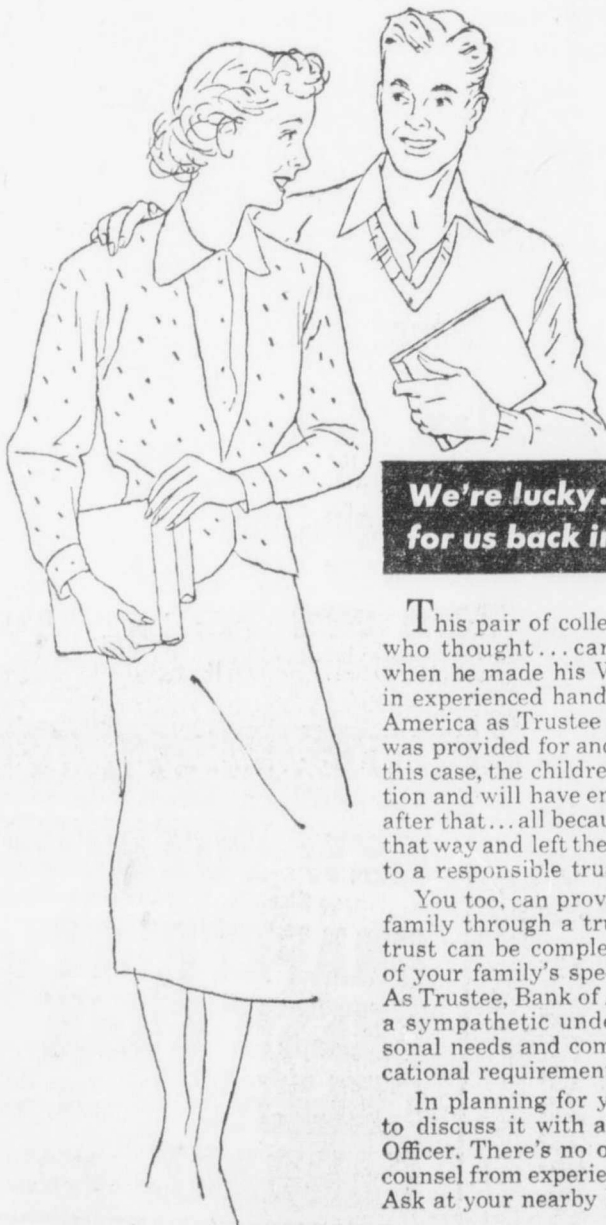 We're lucky
for us back in
This pair of colle
who thought...car
when he made his W
in experienced hand
America as Trustee
was provided for and
this case, the childre
tion and will have en
after that...all becau
that way and left the
to a responsible trus
You too, can prov
family through a tru
trust can be comple
of your family's spe
As Trustee, Bank of
a sympathetic unde
sonal needs and com
cational requirement
In planning for y
to discuss it with a
Officer. There's no o
counsel from experie
Ask at your nearby